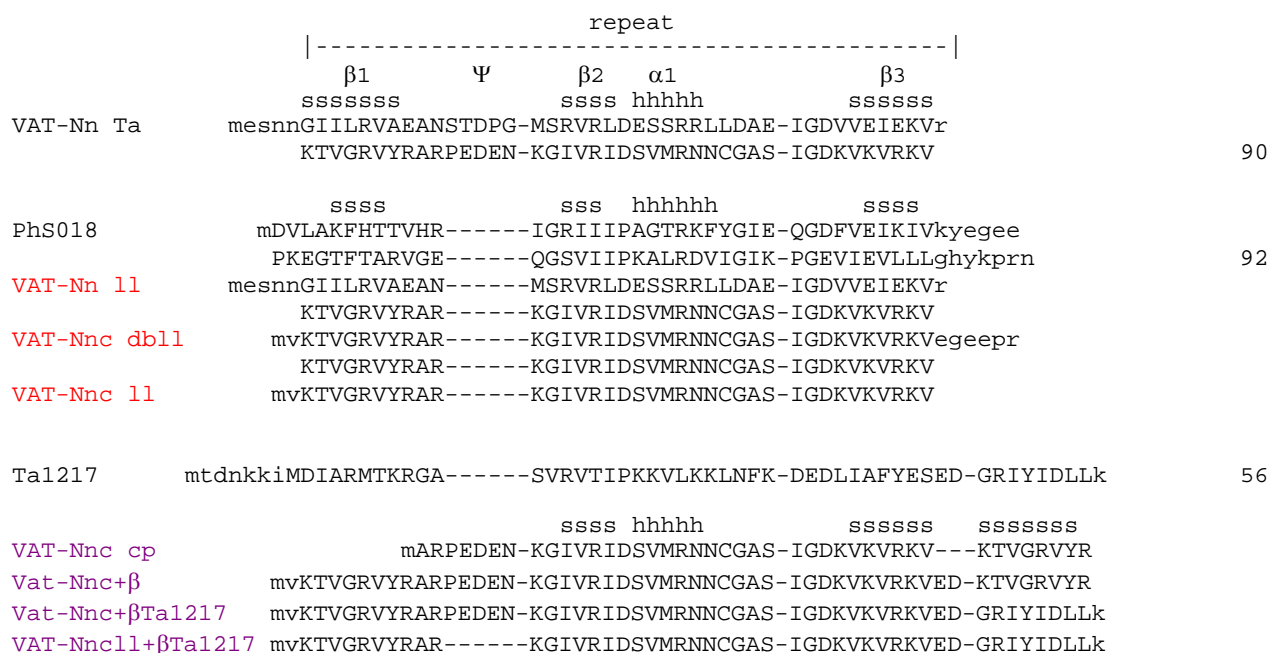 repeat
|--------------------------------------------|
β1 Ψ β2 α1 β3
sssssss ssss hhhhh ssssss
VAT-Nn Ta mesnnGIILRVAEANSTDPG-MSRVRLDESSRRLLDAE-IGDVVEIEKVr
KTVGRVYRARPEDEN-KGIVRIDSVMRNNCGAS-IGDKVKVRKV 90
ssss sss hhhhhh ssss
PhS018 mDVLAKFHTTVHR------IGRIIIPAGTRKFYGIE-QGDFVEIKIVkyegee
PKEGTFTARVGE------QGSVIIPKALRDVIGIK-PGEVIEVLLLghykprn 92
VAT-Nn ll mesnnGIILRVAEAN------MSRVRLDESSRRLLDAE-IGDVVEIEKVr
KTVGRVYRAR------KGIVRIDSVMRNNCGAS-IGDKVKVRKV
VAT-Nnc dbll mvKTVGRVYRAR------KGIVRIDSVMRNNCGAS-IGDKVKVRKVegeepr
KTVGRVYRAR------KGIVRIDSVMRNNCGAS-IGDKVKVRKV
VAT-Nnc ll mvKTVGRVYRAR------KGIVRIDSVMRNNCGAS-IGDKVKVRKV
Ta1217 mtdnkkiMDIARMTKRGA------SVRVTIPKKVLKKLNFK-DEDLIAFYESED-GRIYIDLLk 56
ssss hhhhh ssssss sssssss
VAT-Nnc cp mARPEDEN-KGIVRIDSVMRNNCGAS-IGDKVKVRKV---KTVGRVYR
Vat-Nnc+β mvKTVGRVYRARPEDEN-KGIVRIDSVMRNNCGAS-IGDKVKVRKVED-KTVGRVYR
Vat-Nnc+βTa1217 mvKTVGRVYRARPEDEN-KGIVRIDSVMRNNCGAS-IGDKVKVRKVED-GRIYIDLLk
VAT-Nncll+βTa1217 mvKTVGRVYRAR------KGIVRIDSVMRNNCGAS-IGDKVKVRKVED-GRIYIDLLk